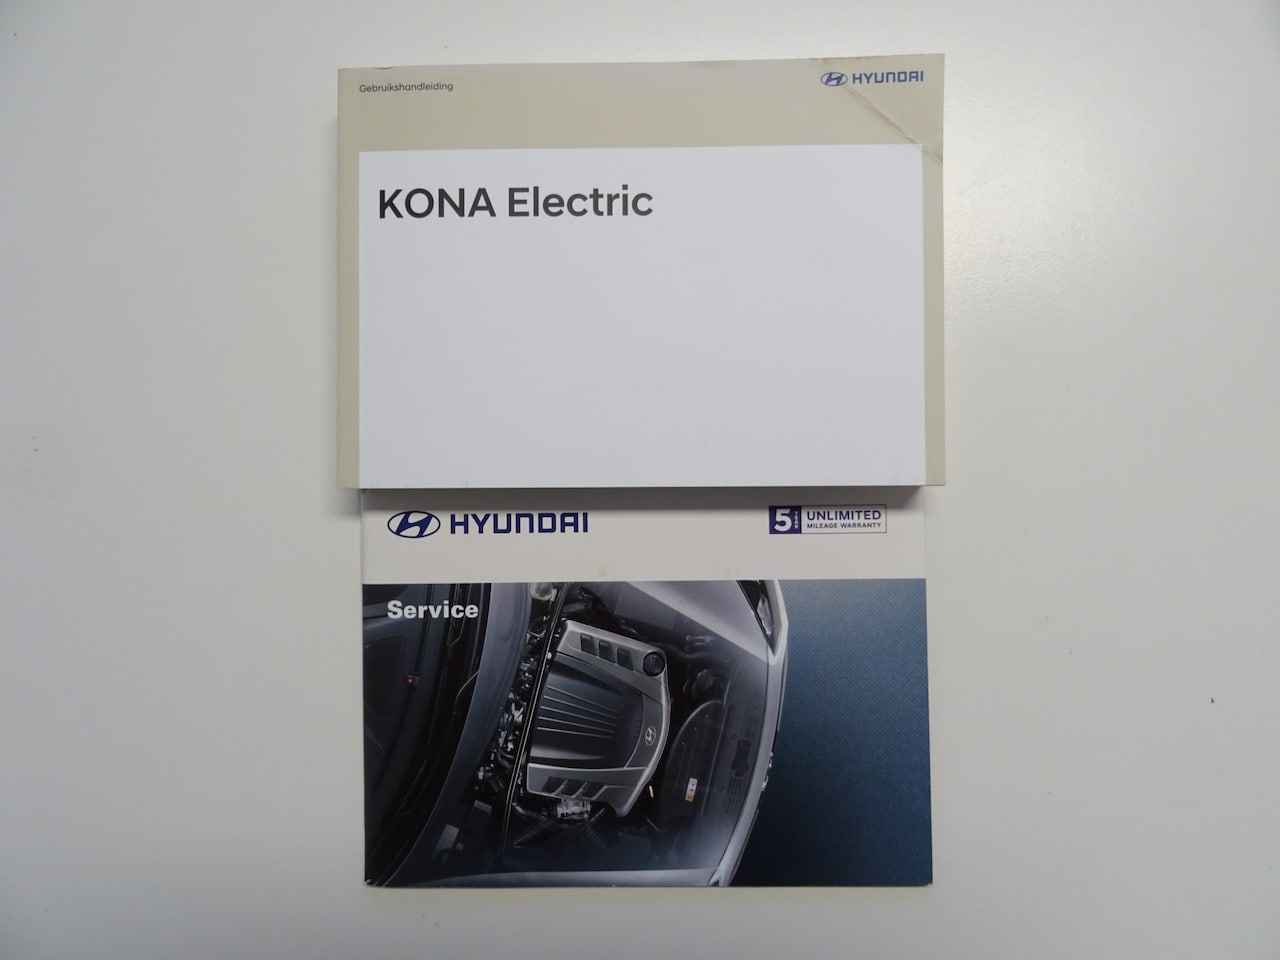 Gebruikshandleiding
HYUNDAI
KONA Electric
HYUNDAI
5
UNLIMITED
MILEAGE WARRANTY
Service